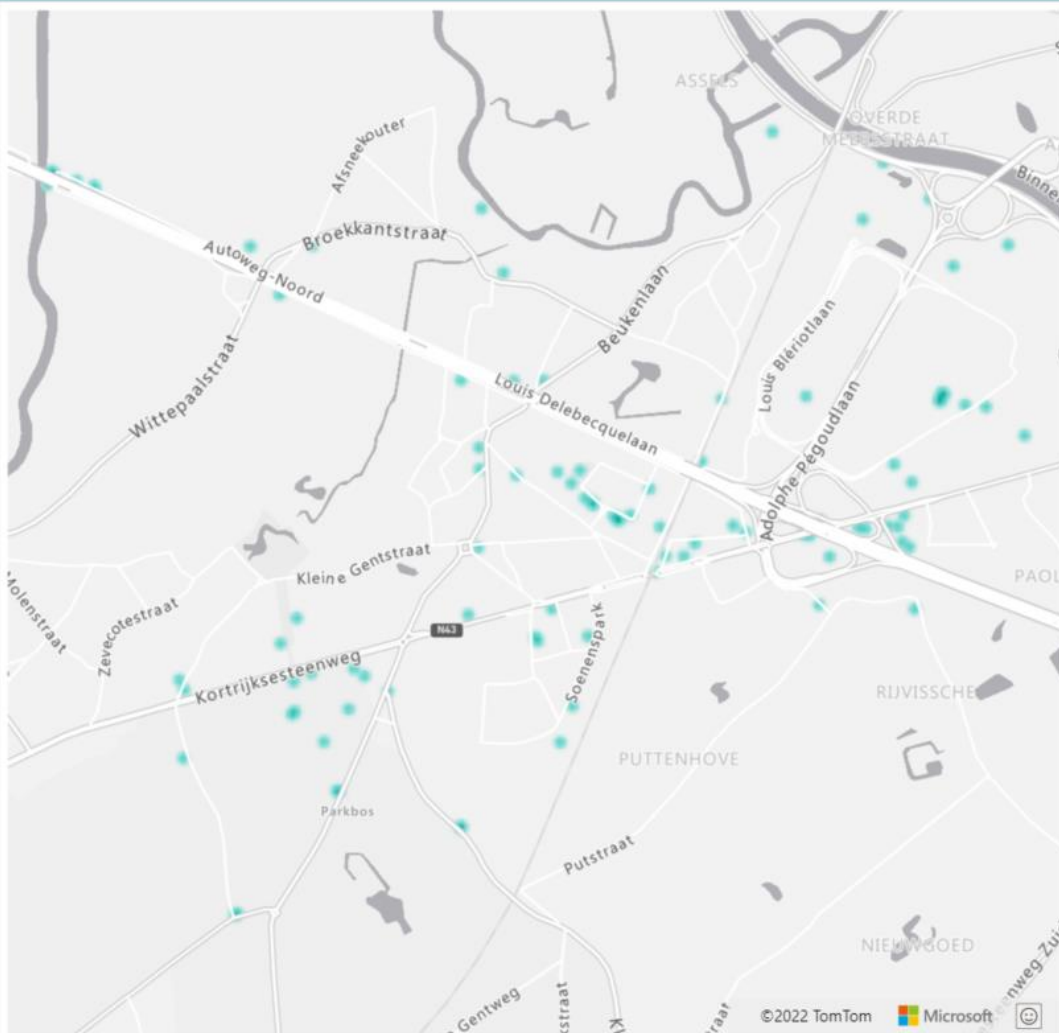 ASSELS
OVERDE
MEERSSTRAAT
Afsneekouter
Broekkantstraat
Autoweg-Noord
Beukenlaan
Louis Blériotlaan
Wittepaalstraat
Louis Delebecquelaan
Adolphe Pégoudlaan
Kleine Gentstraat
Molenstraat
Zevecotestraat
N43
Kortrijksesteenweg
Soenenspark
RIJVISSCHE
PUTTENHOVE
Parkbos
Putstraat
NIEUWGOED
Gentweg
©2022 TomTom
Microsoft